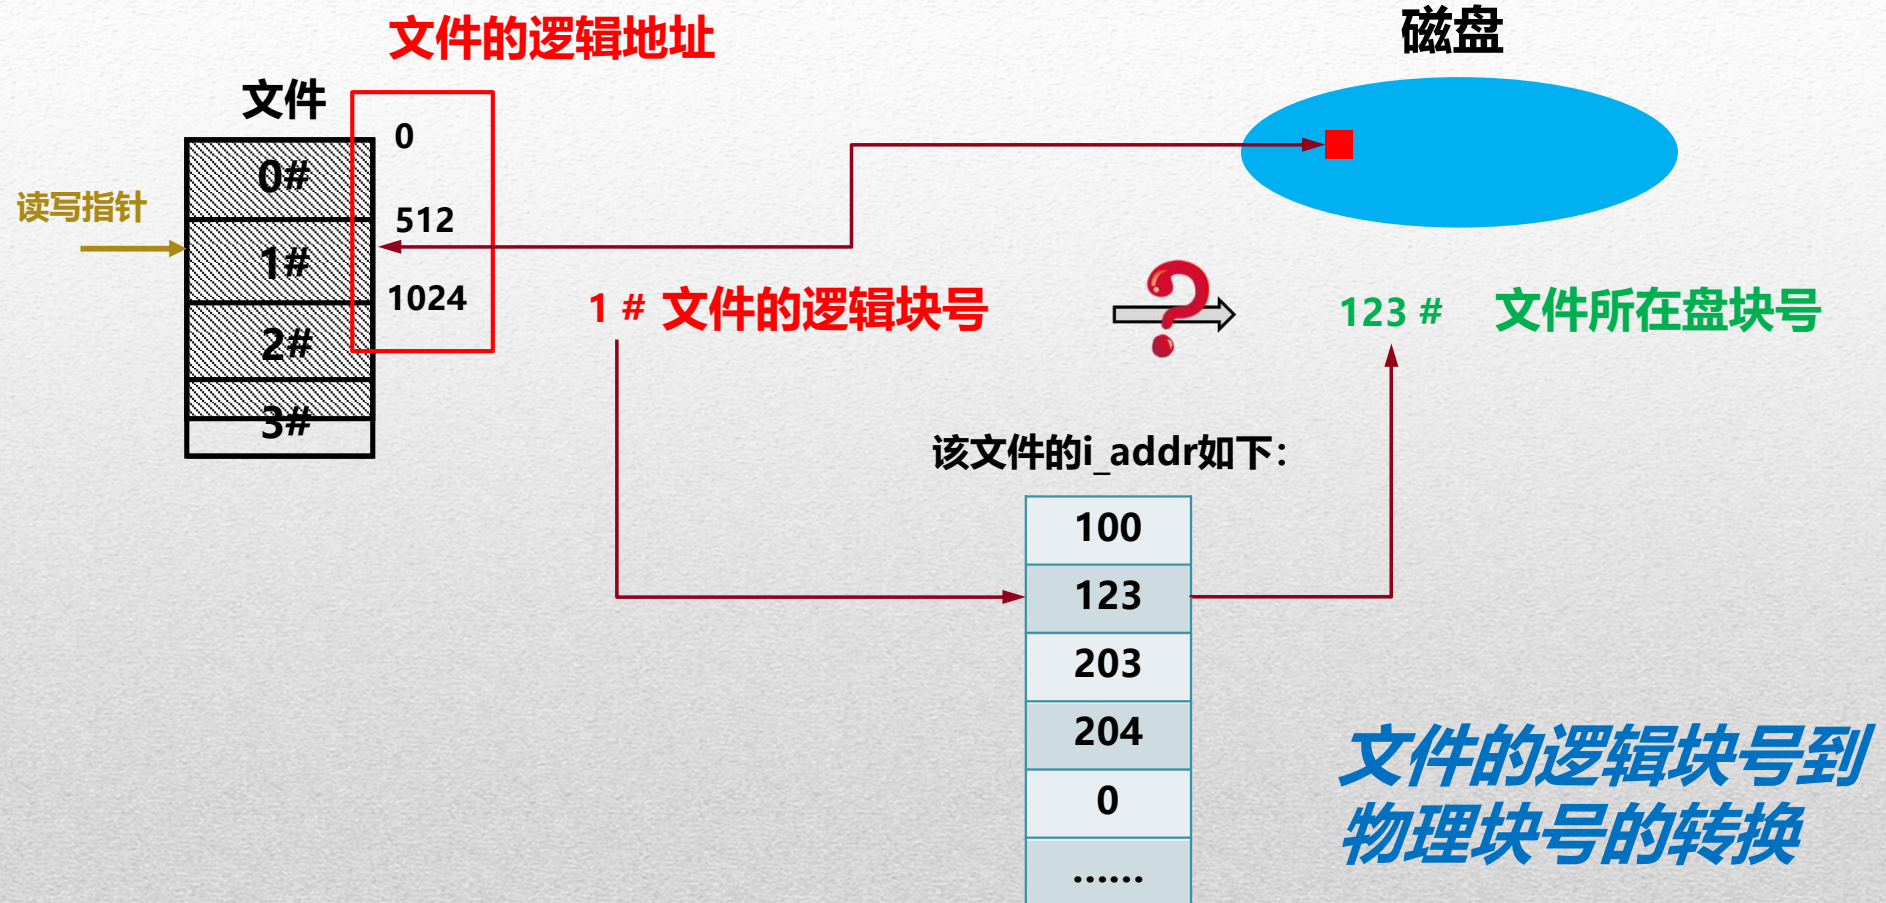 文件的逻辑地址
磁盘
文件
0
0#
读写指针
512
1#
1024
1 # 文件的逻辑块号
123 # 文件所在盘块号
2#
3#
该文件的i_addr如下：
100
123
203
204
0
……
文件的逻辑块号到
物理块号的转换